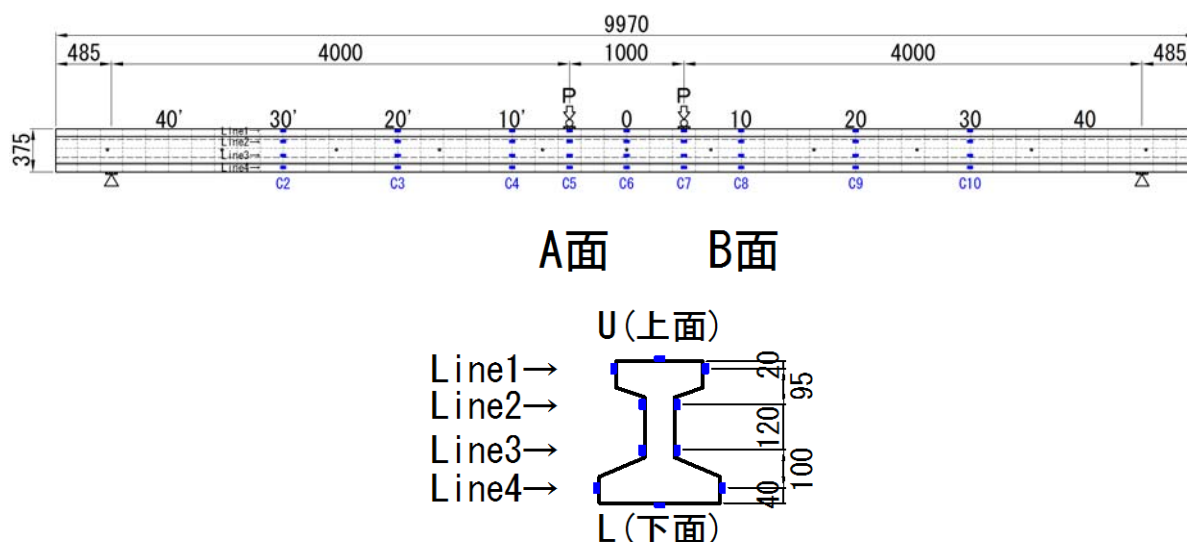 9970
485 4000 1000 4000 485
P P
40' 30' 20' 10' 0 10 20 30 40
375
Line1→
Line2→
Line3→
Line4→
C2 C3 C4 C5 C6 C7 C8 C9 C10
A面 B面
U(上面)
Line1→
Line2→
Line3→
Line4→
20
95
120
100
40
L(下面)